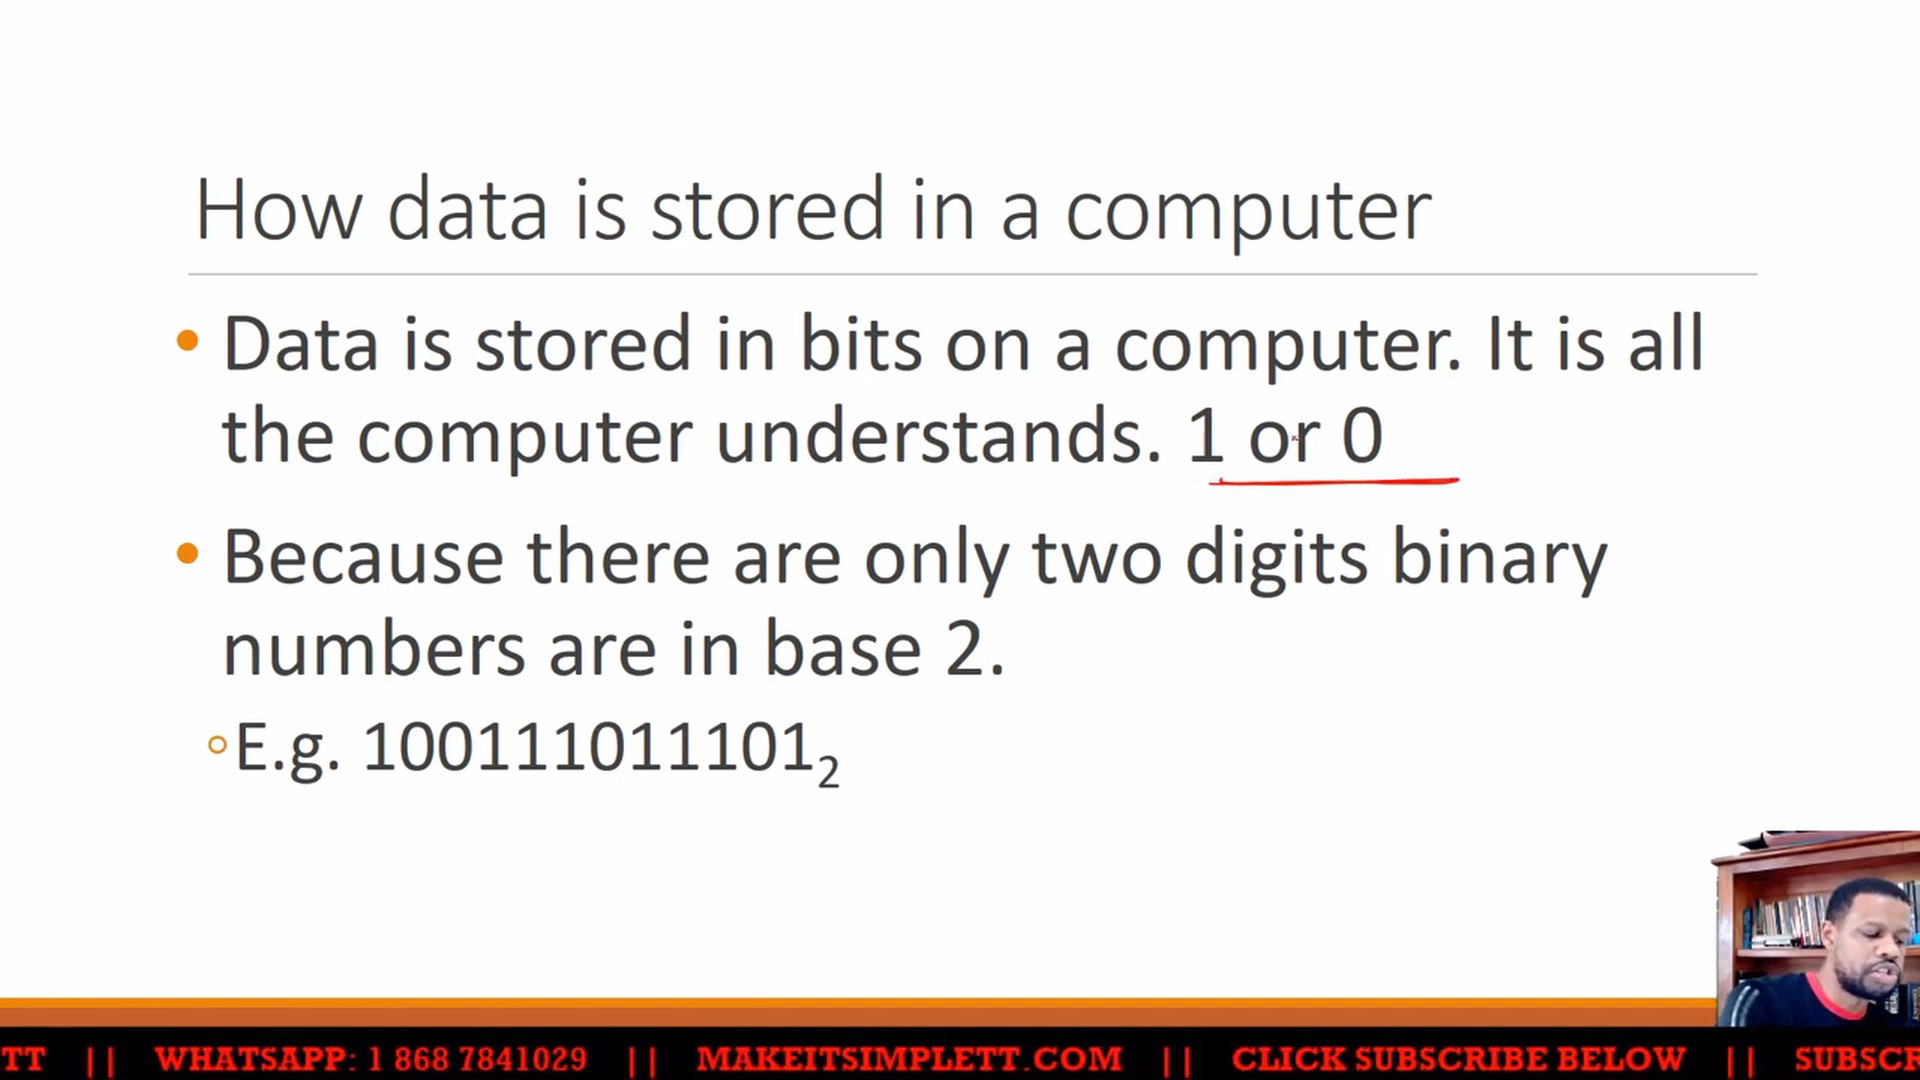 How data is stored in a computer
• Data is stored in bits on a computer. It is all
the computer understands. 1 or 0
• Because there are only two digits binary
numbers are in base 2.
◦E.g. 100111011101₂
TT || WHATSAPP: 1 868 7841029 || MAKEITSIMPLETT.COM || CLICK SUBSCRIBE BELOW || SUBSCR